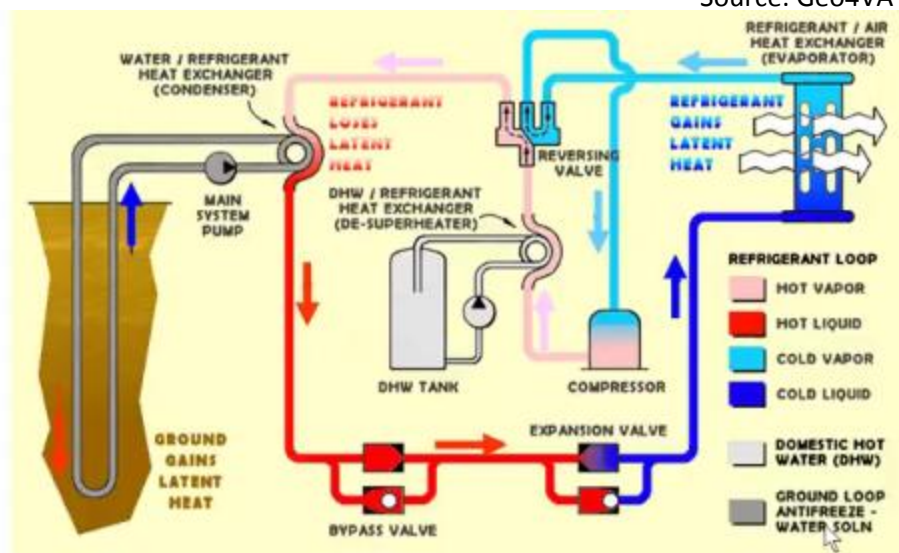 Source: Geo4VA
WATER / REFRIGERANT
HEAT EXCHANGER
(CONDENSER)
REFRIGERANT
LOSES
LATENT
HEAT
REFRIGERANT / AIR
HEAT EXCHANGER
(EVAPORATOR)
REFRIGERANT
GAINS
LATENT
HEAT
REVERSING
VALVE
MAIN
SYSTEM
PUMP
DHW / REFRIGERANT
HEAT EXCHANGER
(DE-SUPERHEATER)
DHW TANK
COMPRESSOR
GROUND
GAINS
LATENT
HEAT
BYPASS VALVE
EXPANSION VALVE
REFRIGERANT LOOP
HOT VAPOR
HOT LIQUID
COLD VAPOR
COLD LIQUID
DOMESTIC HOT
WATER (DHW)
GROUND LOOP
ANTIFREEZE -
WATER SOLN